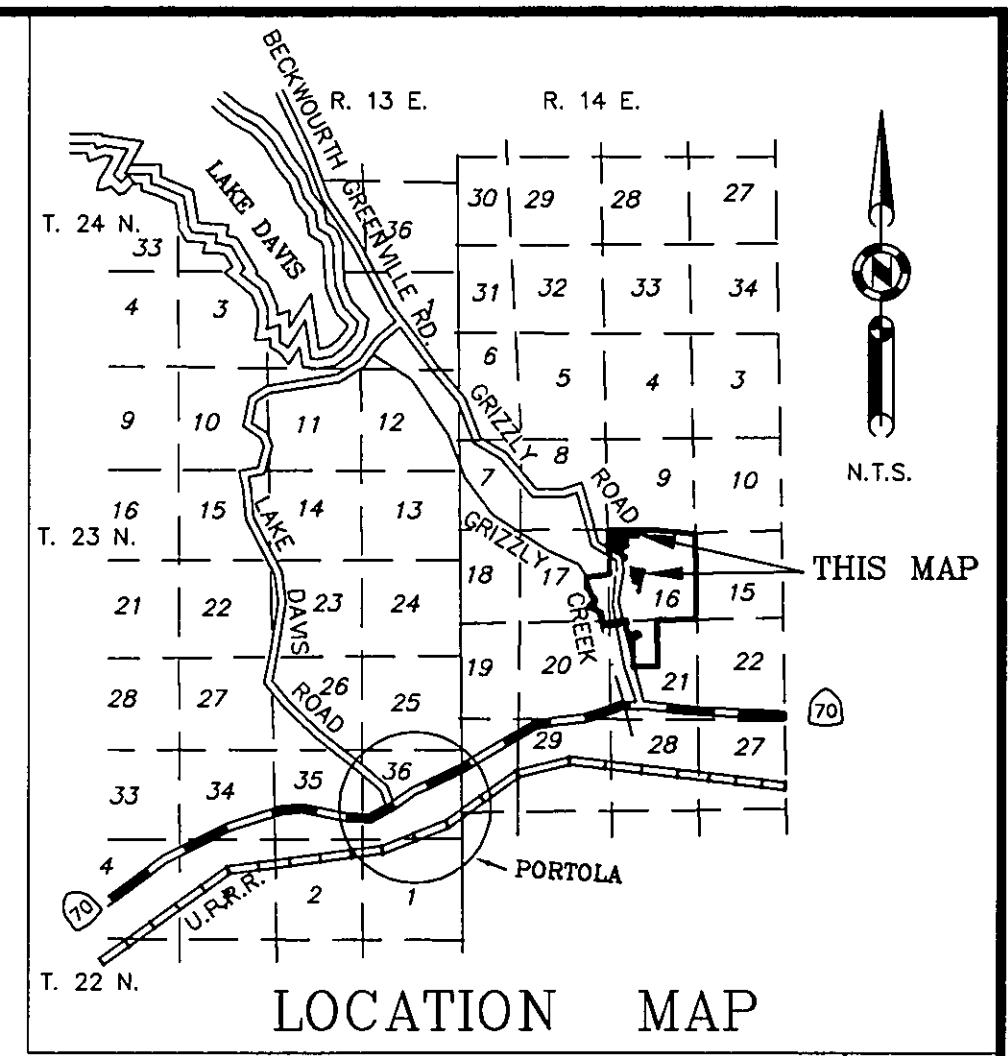 R. 13 E. R. 14 E.
BECKWOURTH GREENVILLE RD.
LAKE DAVIS
T. 24 N.
33 36 30 29 28 27
4 3 1 31 32 33 34
6 5 4 3
9 10 11 12 7 8 9 10
GRIZZLY ROAD
N.T.S.
16 15 14 13
T. 23 N.
GRIZZLY CREEK
18 17 16 15
THIS MAP
21 22 23 24
LAKE DAVIS ROAD
19 20 21 22
28 27 26 25
70
29 28 27
33 34 35 36
4 2 1
PORTOLA
70
U.P.R.R.
T. 22 N.
LOCATION MAP